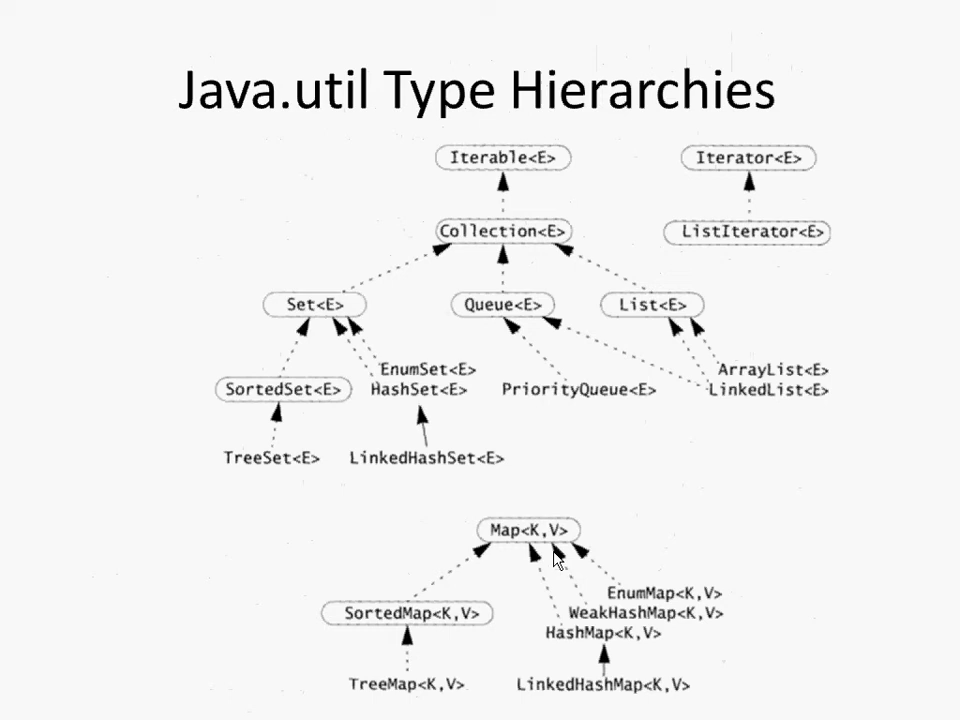 Java.util Type Hierarchies
Iterable<E>
Iterator<E>
Collection<E>
ListIterator<E>
Set<E>
Queue<E>
List<E>
EnumSet<E>
ArrayList<E>
SortedSet<E>
HashSet<E>
PriorityQueue<E>
LinkedList<E>
TreeSet<E>
LinkedHashSet<E>
Map<K,V>
EnumMap<K,V>
SortedMap<K,V>
WeakHashMap<K,V>
HashMap<K,V>
TreeMap<K,V>
LinkedHashMap<K,V>